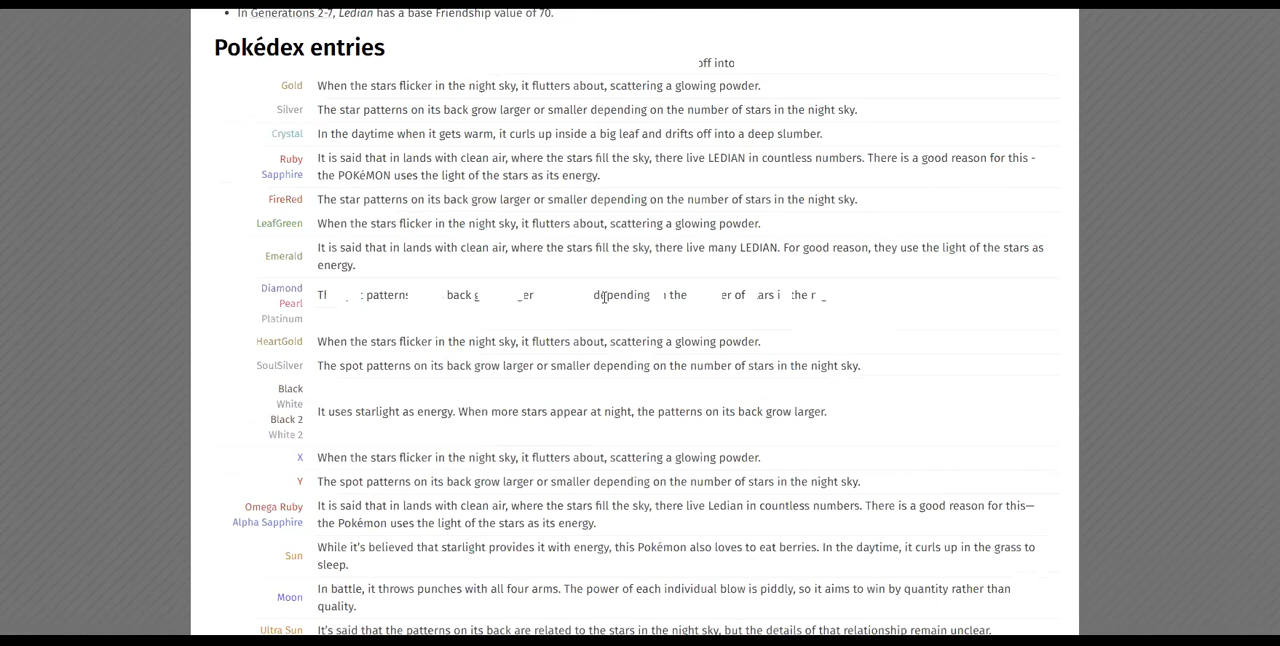 In Generations 2-7, Ledian has a base Friendship value of 70.
Pokédex entries
off into
Gold When the stars flicker in the night sky, it flutters about, scattering a glowing powder.
Silver The star patterns on its back grow larger or smaller depending on the number of stars in the night sky.
Crystal In the daytime when it gets warm, it curls up inside a big leaf and drifts off into a deep slumber.
Ruby It is said that in lands with clean air, where the stars fill the sky, there live LEDIAN in countless numbers. There is a good reason for this -
Sapphire the POKéMON uses the light of the stars as its energy.
FireRed The star patterns on its back grow larger or smaller depending on the number of stars in the night sky.
LeafGreen When the stars flicker in the night sky, it flutters about, scattering a glowing powder.
Emerald It is said that in lands with clean air, where the stars fill the sky, there live many LEDIAN. For good reason, they use the light of the stars as
energy.
Diamond
Pearl patterns back depending the of
Platinum
HeartGold When the stars flicker in the night sky, it flutters about, scattering a glowing powder.
SoulSilver The spot patterns on its back grow larger or smaller depending on the number of stars in the night sky.
Black
White
Black 2 It uses starlight as energy. When more stars appear at night, the patterns on its back grow larger.
White 2
X When the stars flicker in the night sky, it flutters about, scattering a glowing powder.
Y The spot patterns on its back grow larger or smaller depending on the number of stars in the night sky.
Omega Ruby It is said that in lands with clean air, where the stars fill the sky, there live Ledian in countless numbers. There is a good reason for this—
Alpha Sapphire the Pokémon uses the light of the stars as its energy.
Sun While it's believed that starlight provides it with energy, this Pokémon also loves to eat berries. In the daytime, it curls up in the grass to
sleep.
Moon In battle, it throws punches with all four arms. The power of each individual blow is piddly, so it aims to win by quantity rather than
quality.
Ultra Sun It's said that the patterns on its back are related to the stars in the night sky, but the details of that relationship remain unclear.